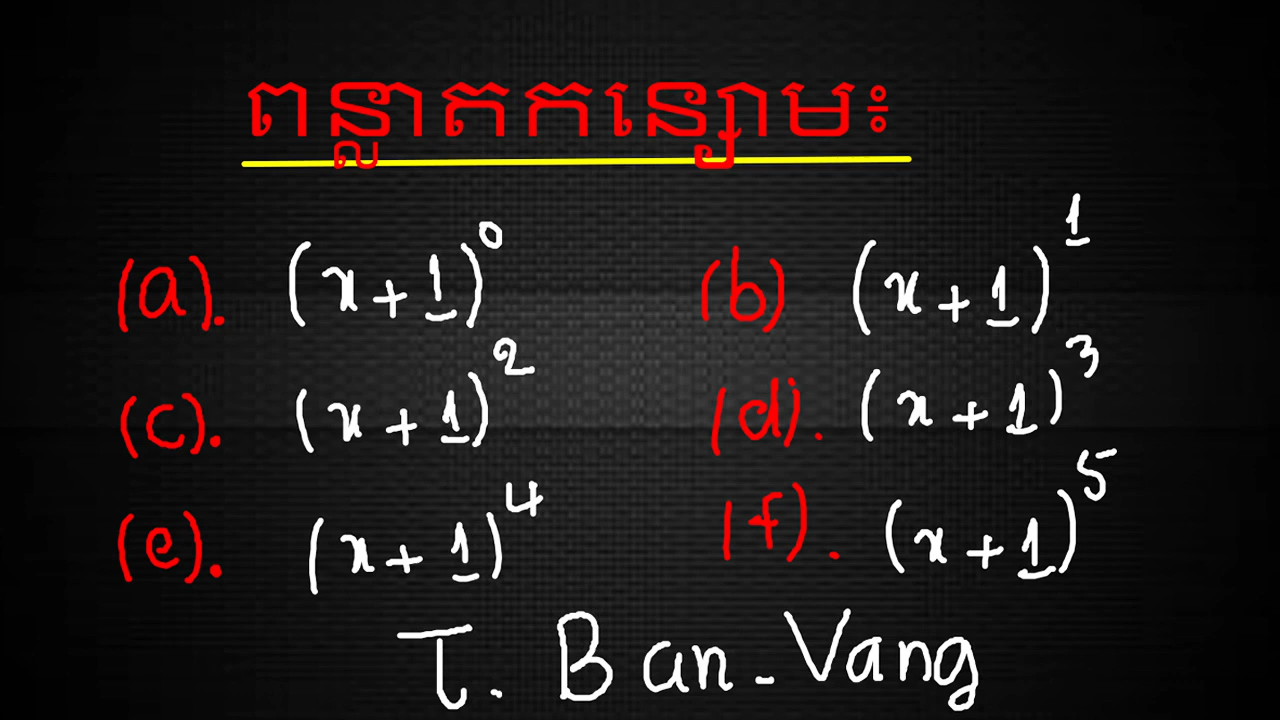 ពន្លាតកន្សោម៖
(a). (x + 1)⁰ (b) (x + 1)¹
(c). (x + 1)² (d). (x + 1)³
(e). (x + 1)⁴ (f). (x + 1)⁵
T. Ban-Vang